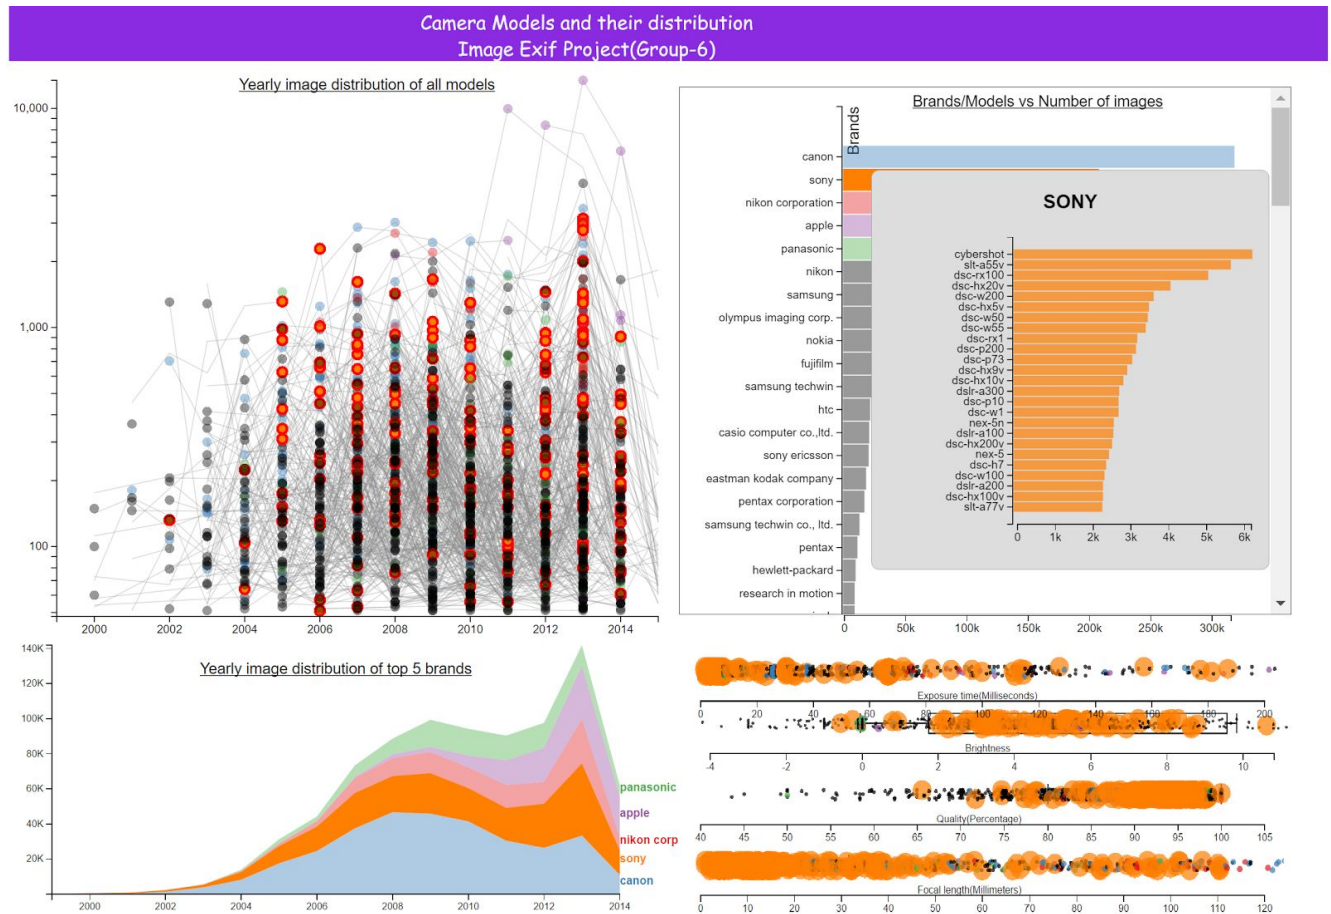 Camera Models and their distribution
Image Exif Project(Group-6)
Yearly image distribution of all models
10,000
1,000
100
2000 2002 2004 2006 2008 2010 2012 2014
Brands/Models vs Number of images
Brands
canon
sony
nikon corporation
apple
panasonic
nikon
samsung
olympus imaging corp.
nokia
fujifilm
samsung techwin
htc
casio computer co.,ltd.
sony ericsson
eastman kodak company
pentax corporation
samsung techwin co., ltd.
pentax
hewlett-packard
research in motion
0 50k 100k 150k 200k 250k 300k
SONY
cybershot
slt-a55v
dsc-rx100
dsc-hx20v
dsc-w200
dsc-hx5v
dsc-w50
dsc-w55
dsc-rx1
dsc-p200
dsc-p73
dsc-hx9v
dsc-hx10v
dslr-a300
dsc-p10
dsc-w1
nex-5n
dslr-a100
dsc-hx200v
nex-5
dsc-h7
dsc-w100
dslr-a200
dsc-hx100v
slt-a77v
0 1k 2k 3k 4k 5k 6k
Yearly image distribution of top 5 brands
140K
120K
100K
80K
60K
40K
20K
panasonic
apple
nikon corp
sony
canon
2000 2002 2004 2006 2008 2010 2012 2014
Exposure time(Milliseconds)
0 20 40 60 80 100 120 140 160 180 200
Brightness
-4 -2 0 2 4 6 8 10
Quality(Percentage)
40 45 50 55 60 65 70 75 80 85 90 95 100 105
Focal length(Millimeters)
0 10 20 30 40 50 60 70 80 90 100 110 120